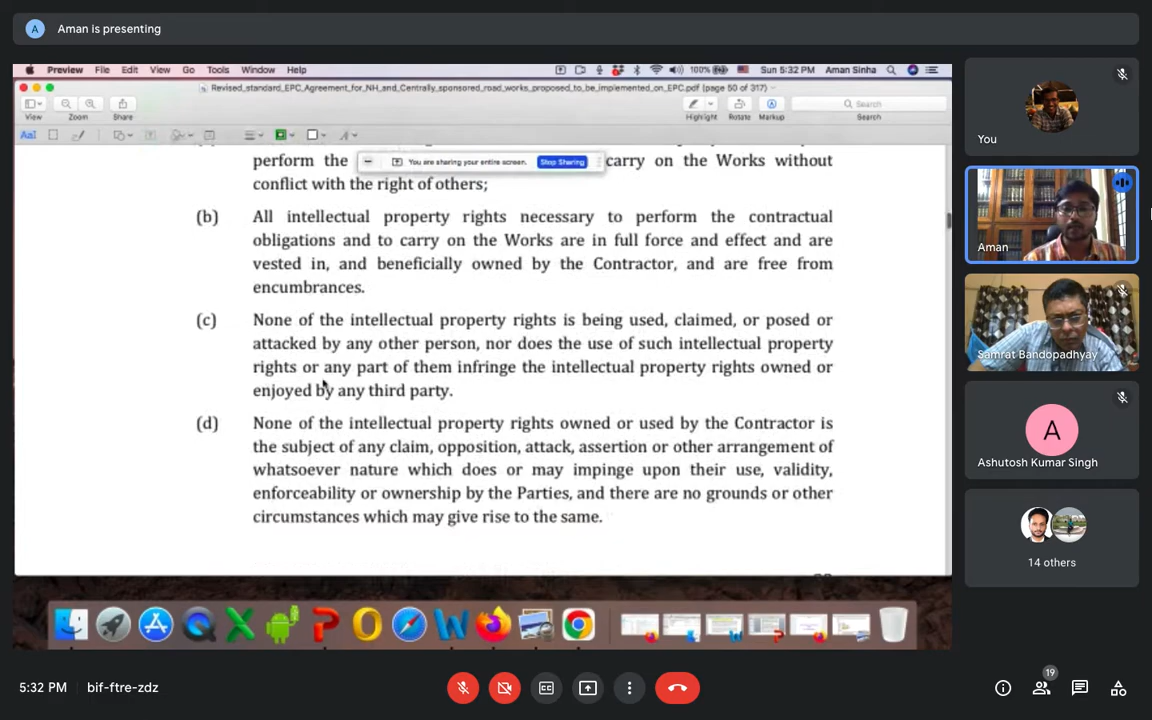 A Aman is presenting
Preview File Edit View Go Tools Window Help 100% Sun 5:32 PM Aman Sinha
Revised_standard_EPC_Agreement_for_NH_and_Centrally_sponsored_road_works_proposed_to_be_implemented_on_EPC.pdf (page 50 of 317)
View Zoom Share Highlight Rotate Markup Search
Search
perform the carry on the Works without
You are sharing your entire screen. Stop Sharing
conflict with the right of others;
(b) All intellectual property rights necessary to perform the contractual
obligations and to carry on the Works are in full force and effect and are
vested in, and beneficially owned by the Contractor, and are free from
encumbrances.
(c) None of the intellectual property rights is being used, claimed, or posed or
attacked by any other person, nor does the use of such intellectual property
rights or any part of them infringe the intellectual property rights owned or
enjoyed by any third party.
(d) None of the intellectual property rights owned or used by the Contractor is
the subject of any claim, opposition, attack, assertion or other arrangement of
whatsoever nature which does or may impinge upon their use, validity,
enforceability or ownership by the Parties, and there are no grounds or other
circumstances which may give rise to the same.
You
Aman
Samrat Bandopadhyay
A
Ashutosh Kumar Singh
14 others
5:32 PM bif-ftre-zdz
19